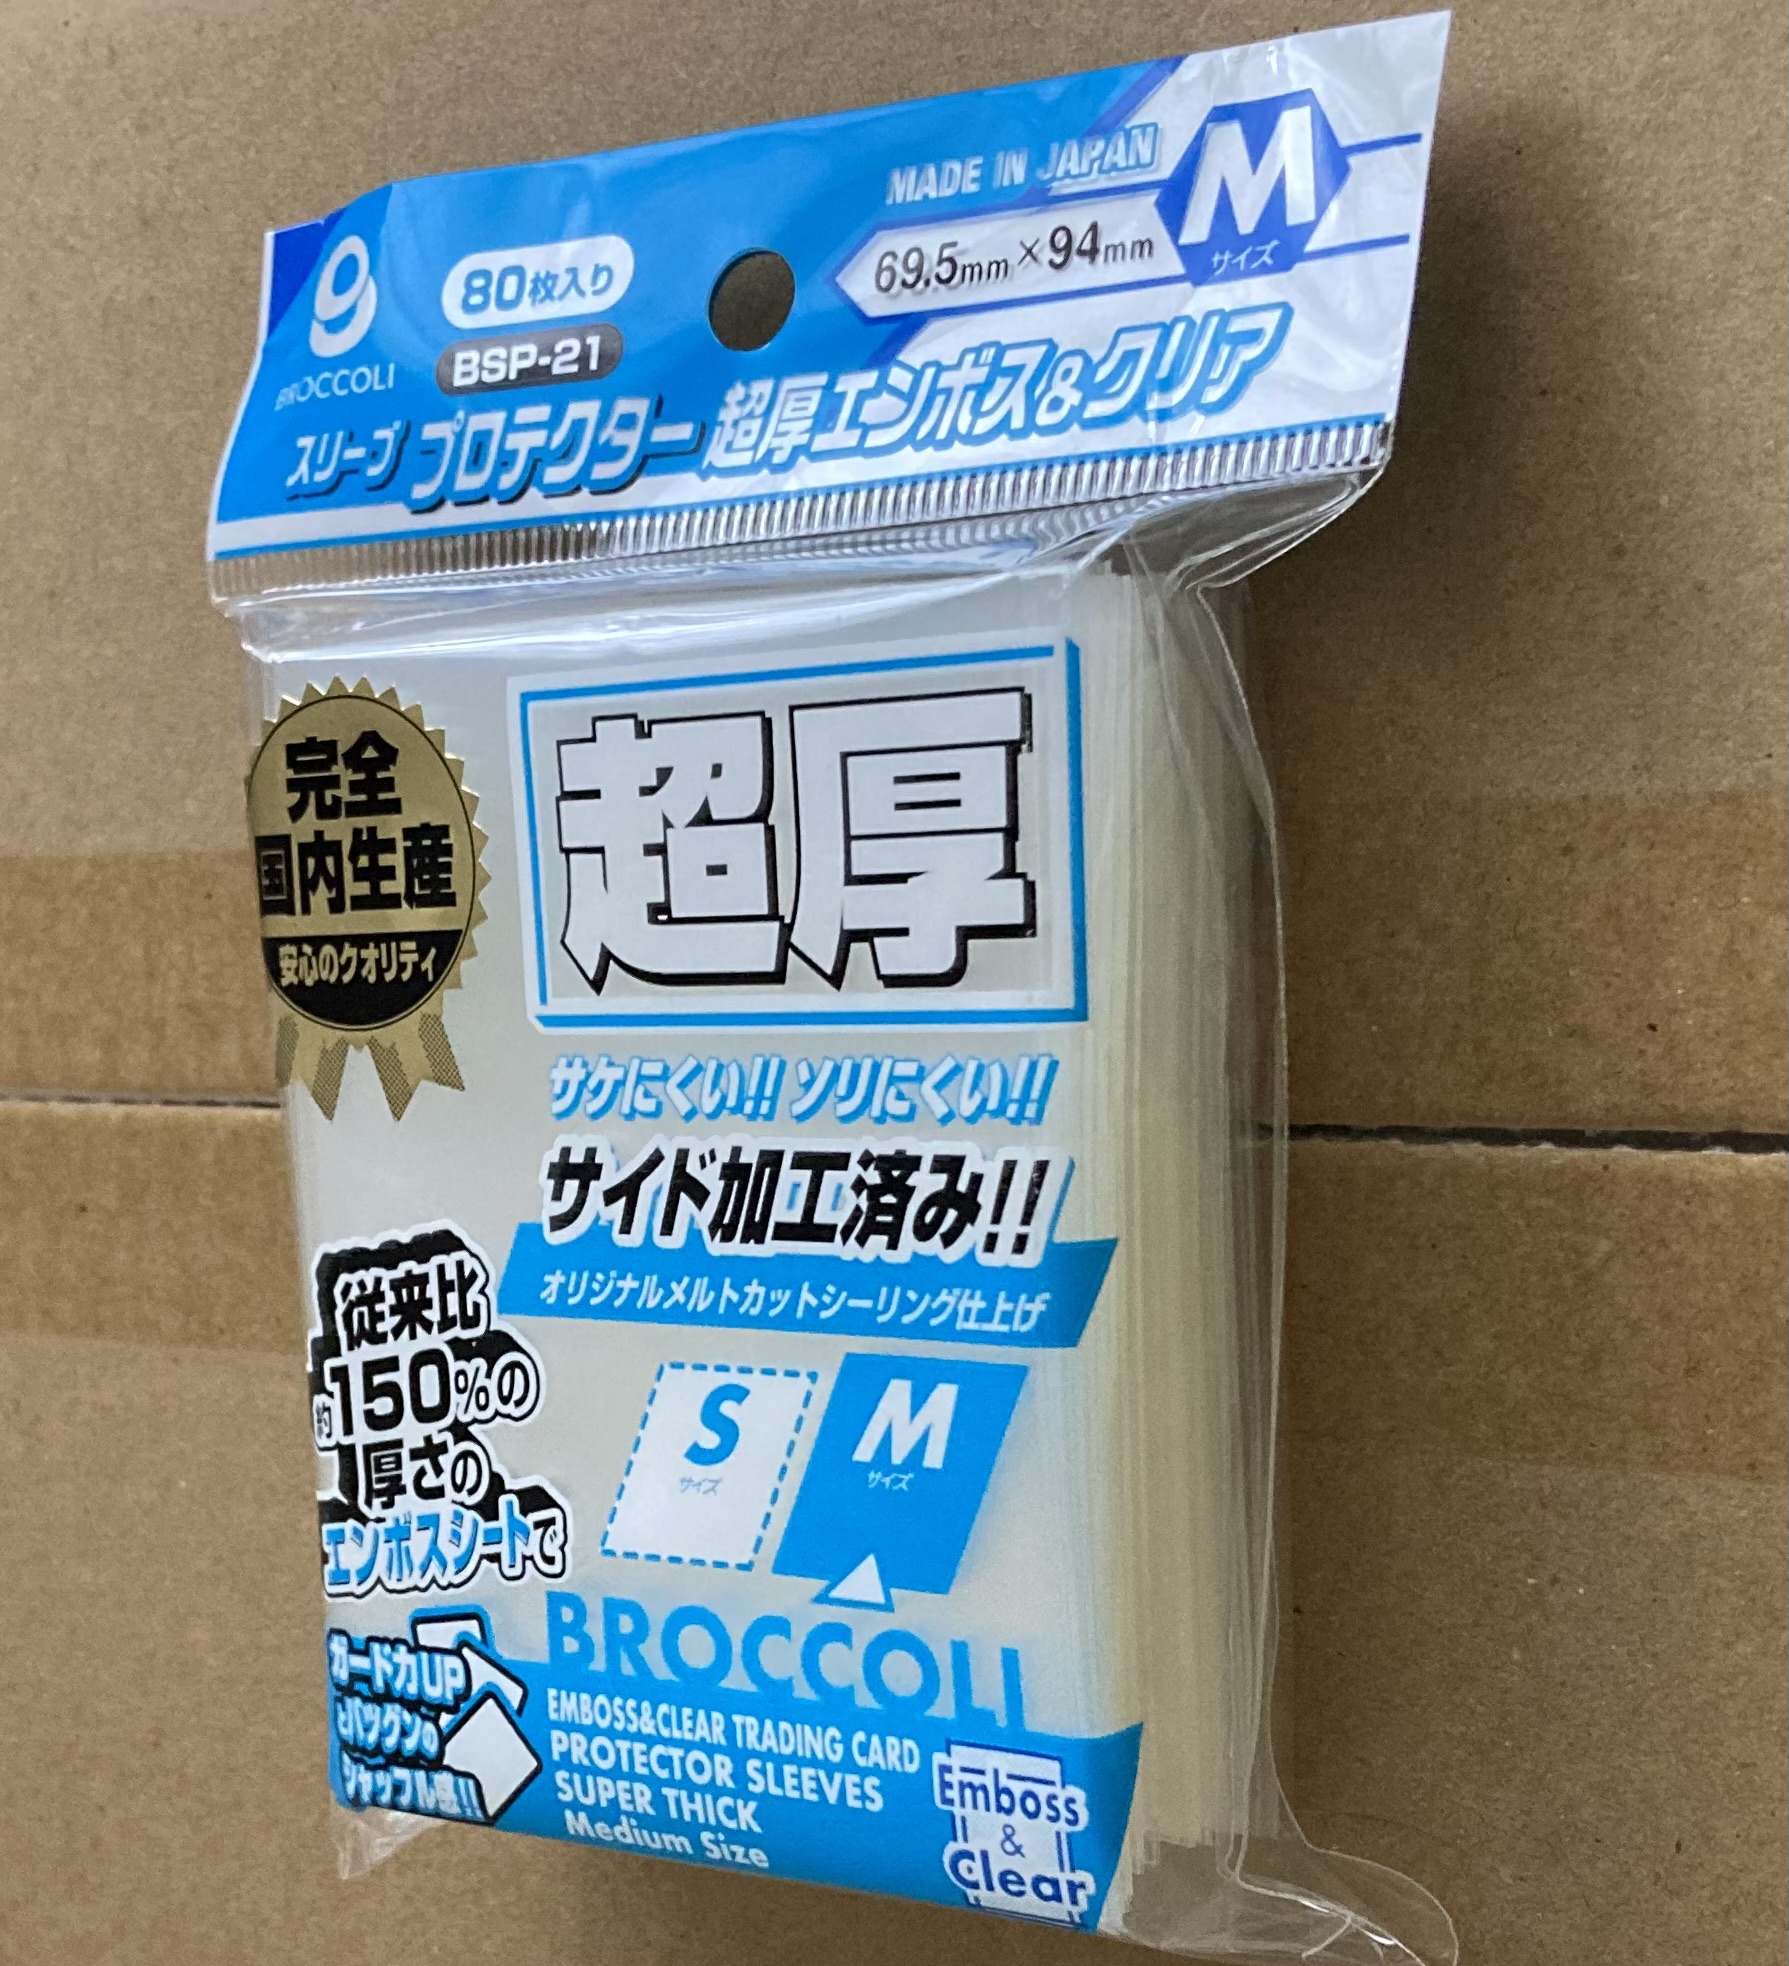 BROCCOLI
80枚入り
BSP-21
MADE IN JAPAN
69.5mm×94mm
M
サイズ
スリーブ プロテクター 超厚エンボス&クリア
完全
国内生産
安心のクオリティ
超厚
サケにくい!! ソリにくい!!
サイド加工済み!!
オリジナルメルトカットシーリング仕上げ
従来比
約150%の
厚さの
エンボスシートで
S
サイズ
M
サイズ
カード力UP
とバツグンの
シャッフル感!!
BROCCOLI
EMBOSS&CLEAR TRADING CARD
PROTECTOR SLEEVES
SUPER THICK
Medium Size
Emboss
&
Clear